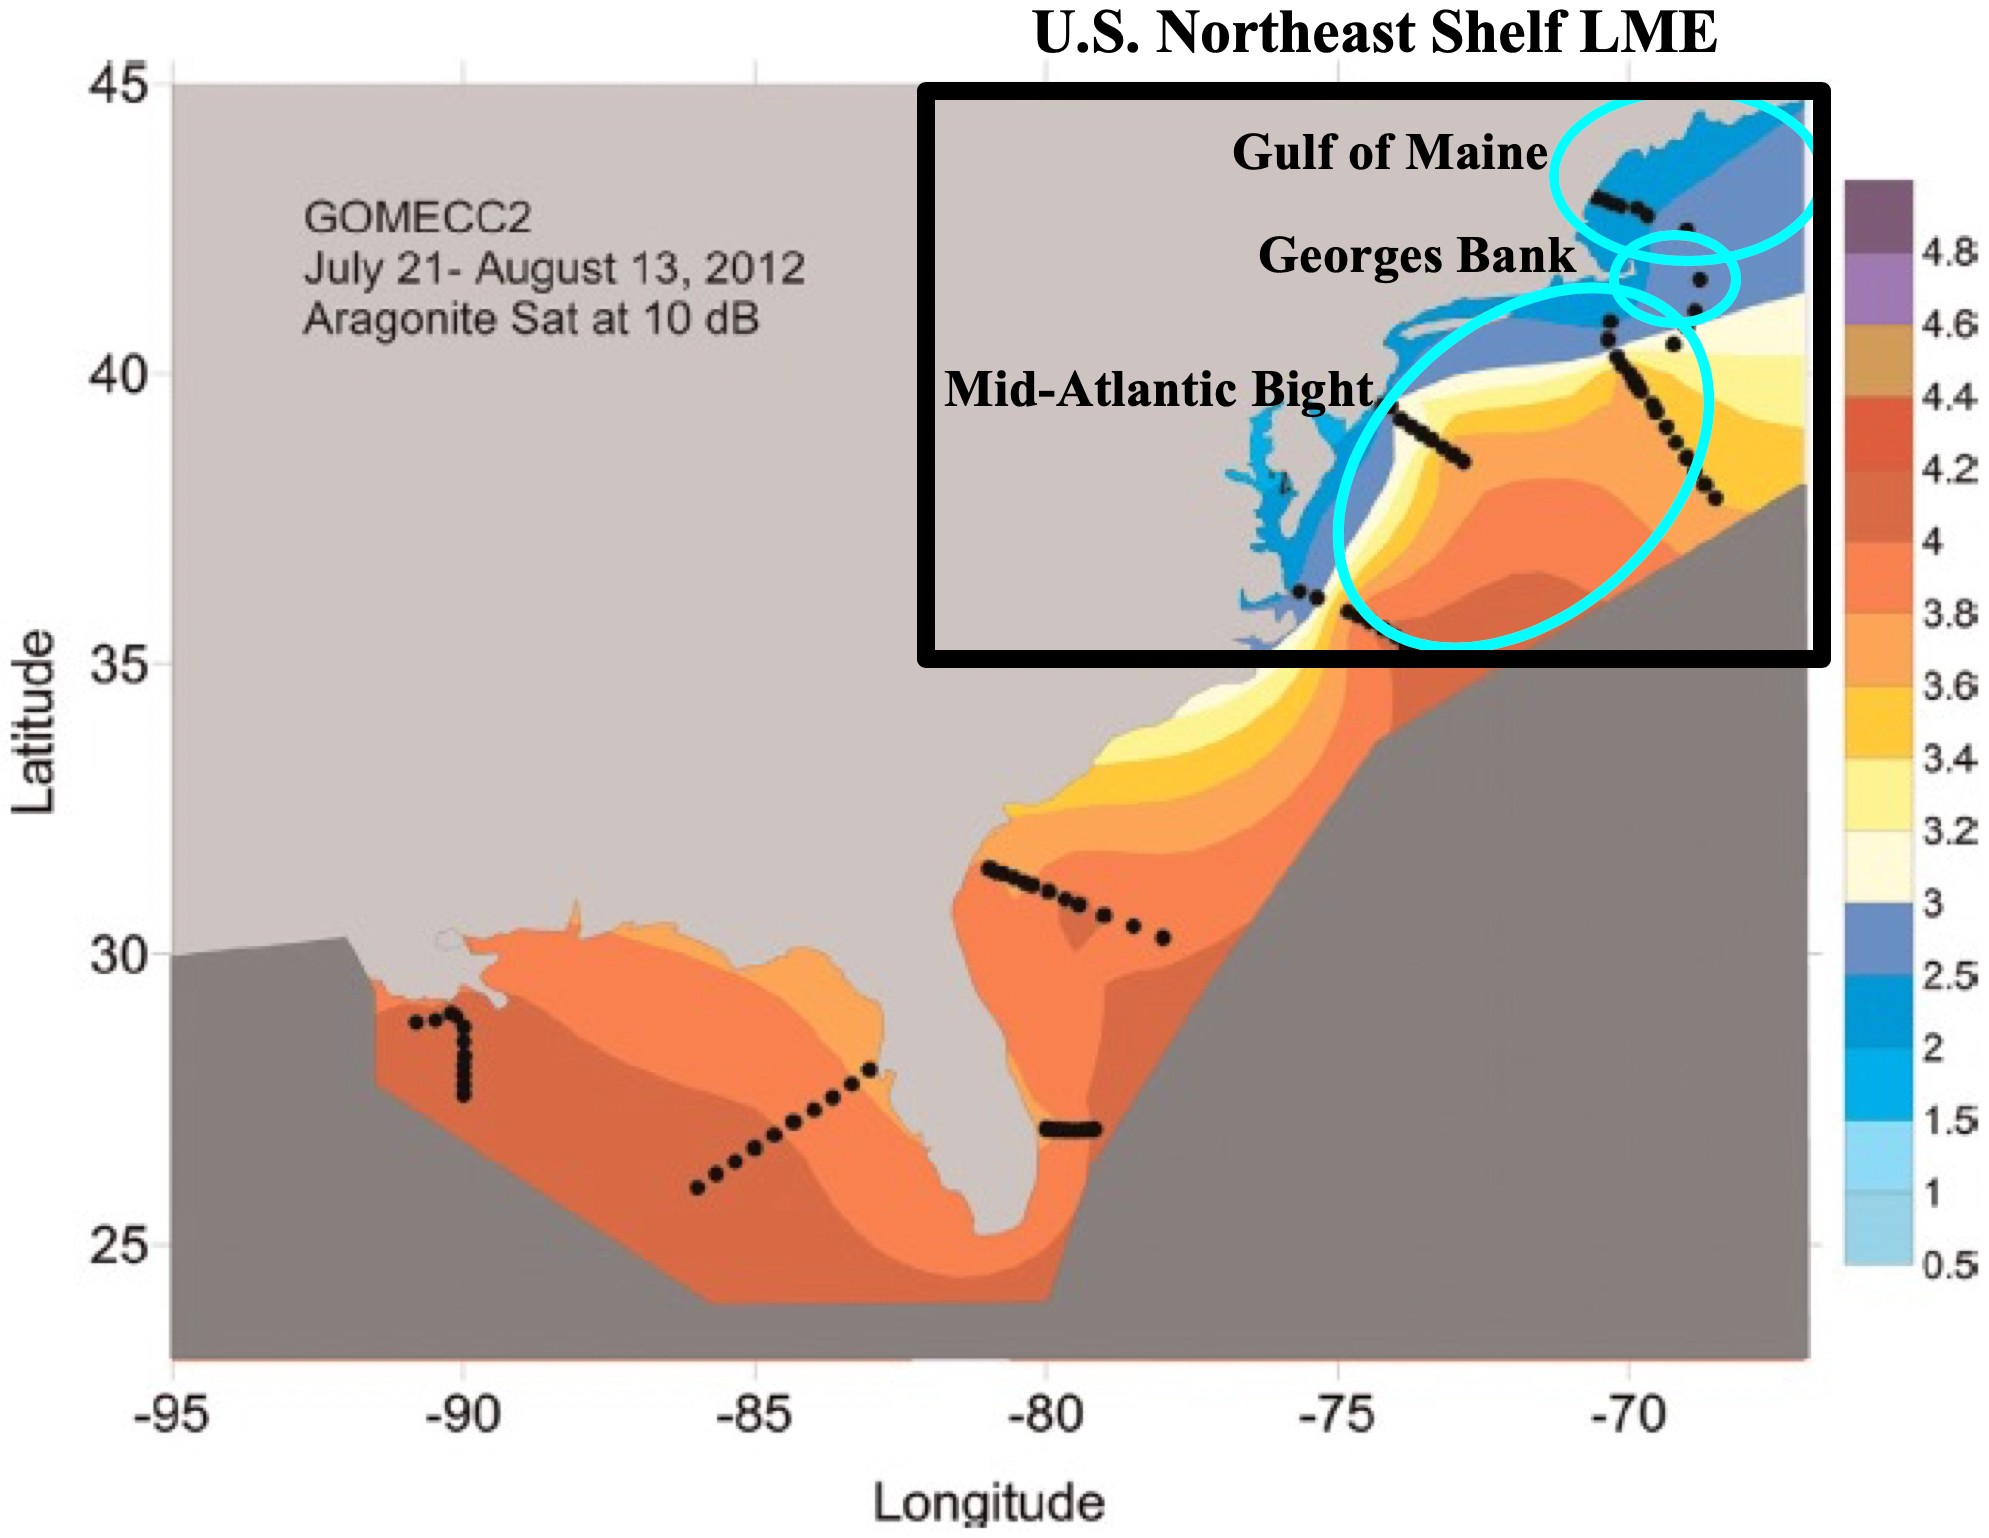 U.S. Northeast Shelf LME
45
Gulf of Maine
GOMECC2
July 21- August 13, 2012
Aragonite Sat at 10 dB
Georges Bank
40
Mid-Atlantic Bight
35
30
25
Latitude
4.8
4.6
4.4
4.2
4
3.8
3.6
3.4
3.2
3
2.5
2
1.5
1
0.5
-95 -90 -85 -80 -75 -70
Longitude